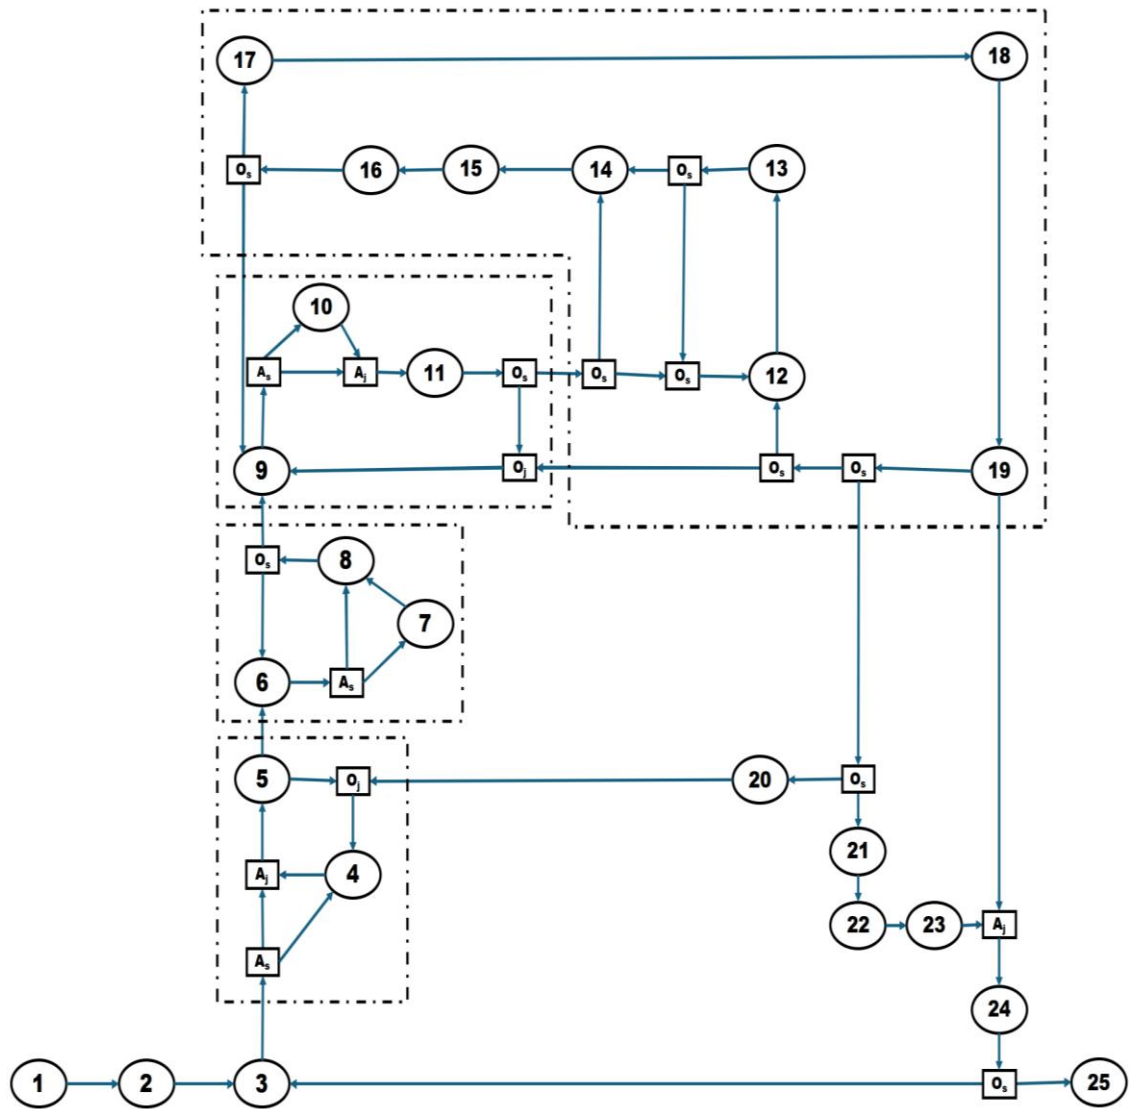 17 18
Os 16 15 14 Os 13
10
As Aj 11 Os Os Os 12
9 Oj Os Os 19
Os 8
7
6 As
5 Oj 20 Os
21
Aj 4
22 23 Aj
As
24
1 2 3 Os 25